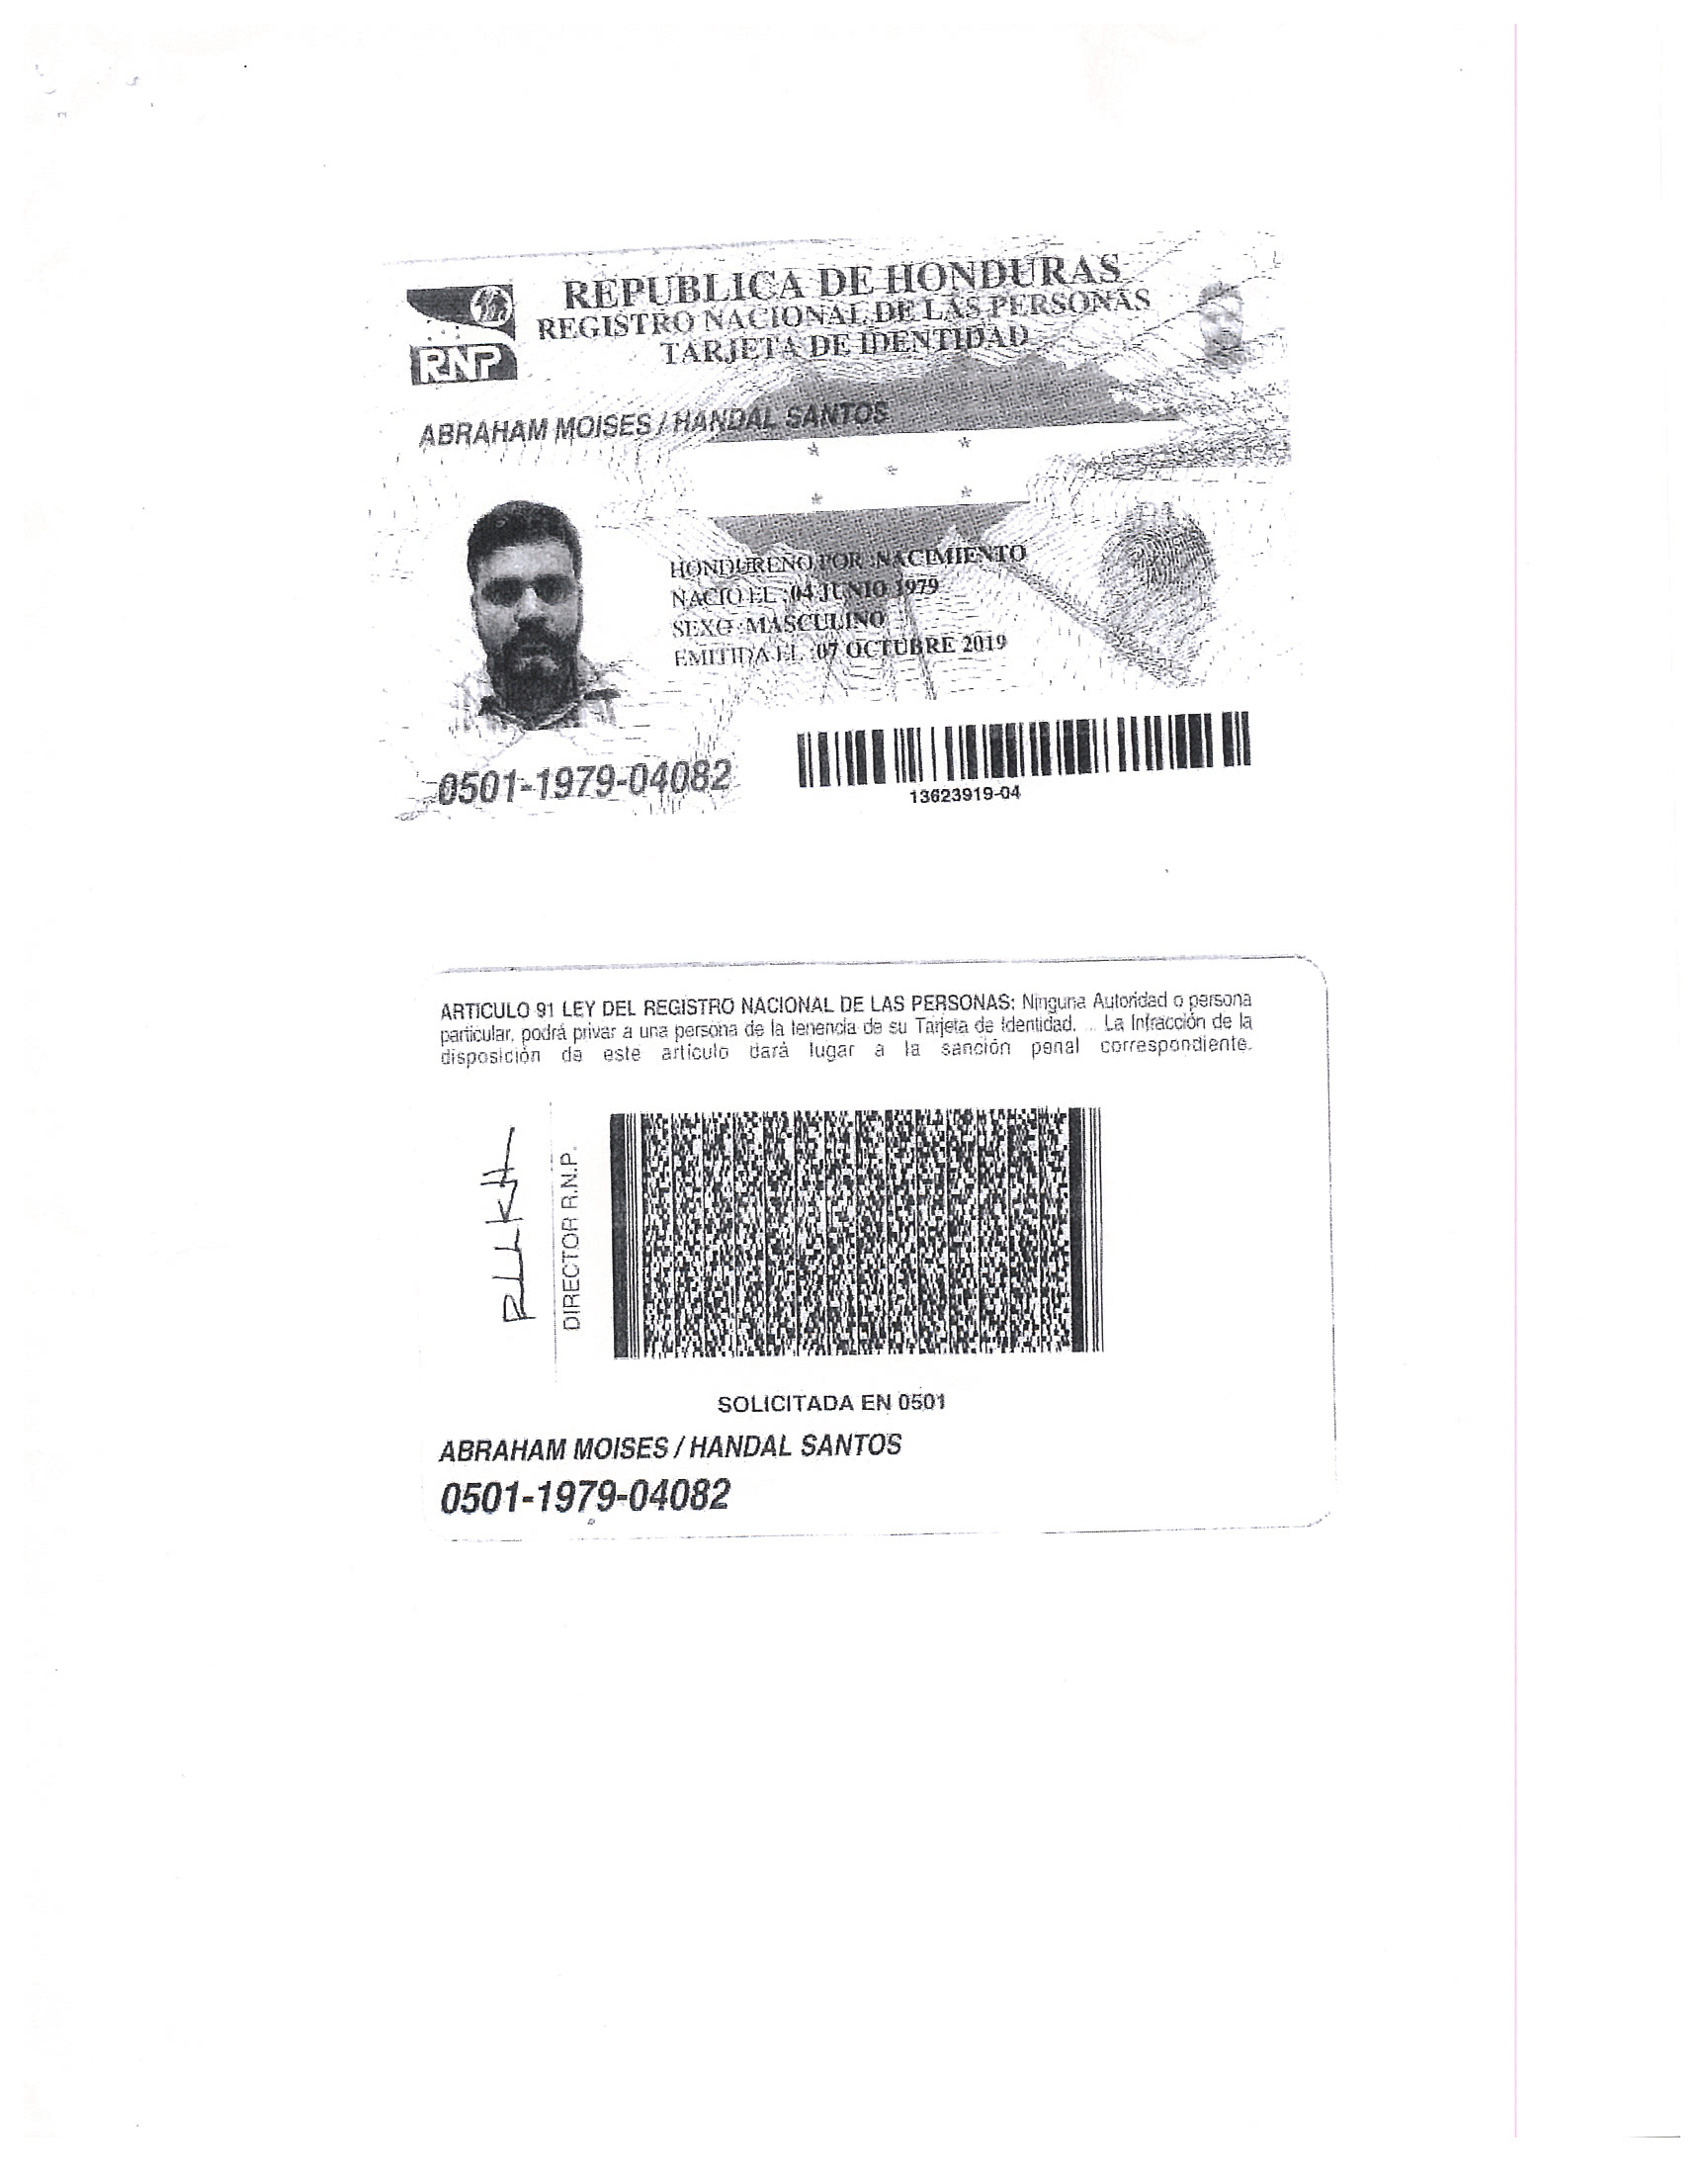 REPUBLICA DE HONDURAS
REGISTRO NACIONAL DE LAS PERSONAS
TARJETA DE IDENTIDAD
RNP
ABRAHAM MOISES / HANDAL SANTOS
HONDUREÑO POR :NACIMIENTO
NACIO EL :04 JUNIO 1979
SEXO :MASCULINO
EMITIDA EL :07 OCTUBRE 2019
0501-1979-04082
13623919-04
ARTICULO 91 LEY DEL REGISTRO NACIONAL DE LAS PERSONAS: Ninguna Autoridad o persona
particular, podrá privar a una persona de la tenencia de su Tarjeta de Identidad. ... La Infracción de la
disposición de este artículo dará lugar a la sanción penal correspondiente.
DIRECTOR R.N.P.
SOLICITADA EN 0501
ABRAHAM MOISES / HANDAL SANTOS
0501-1979-04082